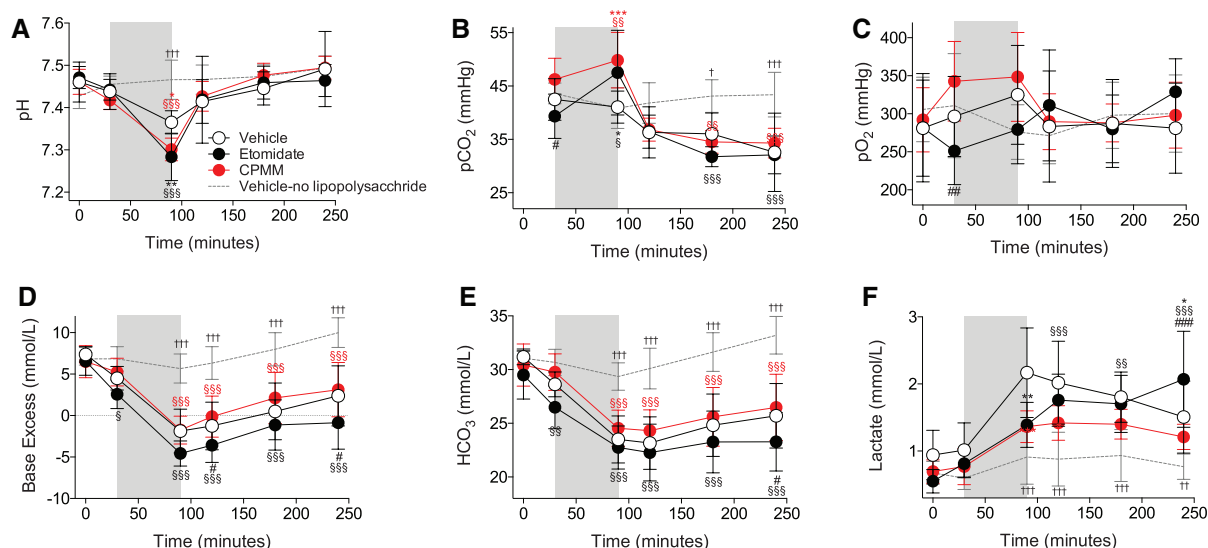 A
pH
7.6
7.5
7.4
7.3
7.2
†††
*
§§§
**
§§§
Vehicle
Etomidate
CPMM
Vehicle-no lipopolysacchride
0 50 100 150 200 250
Time (minutes)
B
pCO2 (mmHg)
55
45
35
25
***
§§
#
*
§
†
§§
§§§
†††
§§§
§§§
0 50 100 150 200 250
Time (minutes)
C
pO2 (mmHg)
400
350
300
250
200
##
0 50 100 150 200 250
Time (minutes)
D
Base Excess (mmol/L)
10
5
0
-5
-10
†††
†††
†††
†††
§§§
§§§
§§§
§§§
§
§§§
#
§§§
§§§
#
§§§
0 50 100 150 200 250
Time (minutes)
E
HCO3 (mmol/L)
35
30
25
20
†††
†††
†††
†††
§§§
§§§
§§§
§§§
§§
§§§
§§§
§§§
#
§§§
0 50 100 150 200 250
Time (minutes)
F
Lactate (mmol/L)
3
2
1
§§§
§§
*
§§§
###
**
†††
†††
†††
††
0 50 100 150 200 250
Time (minutes)